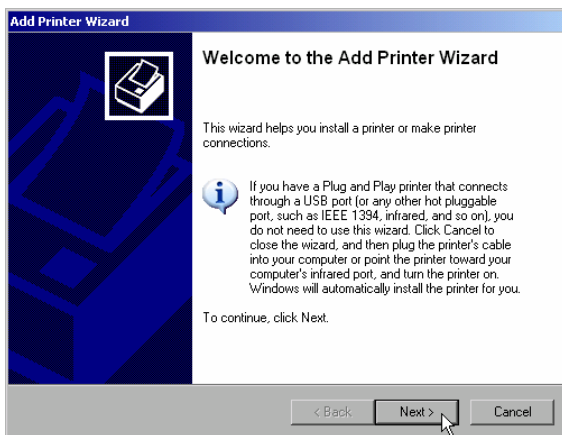 Add Printer Wizard
Welcome to the Add Printer Wizard
This wizard helps you install a printer or make printer
connections.
If you have a Plug and Play printer that connects
through a USB port (or any other hot pluggable
port, such as IEEE 1394, infrared, and so on), you
do not need to use this wizard. Click Cancel to
close the wizard, and then plug the printer's cable
into your computer or point the printer toward your
computer's infrared port, and turn the printer on.
Windows will automatically install the printer for you.
To continue, click Next.
< Back Next > Cancel